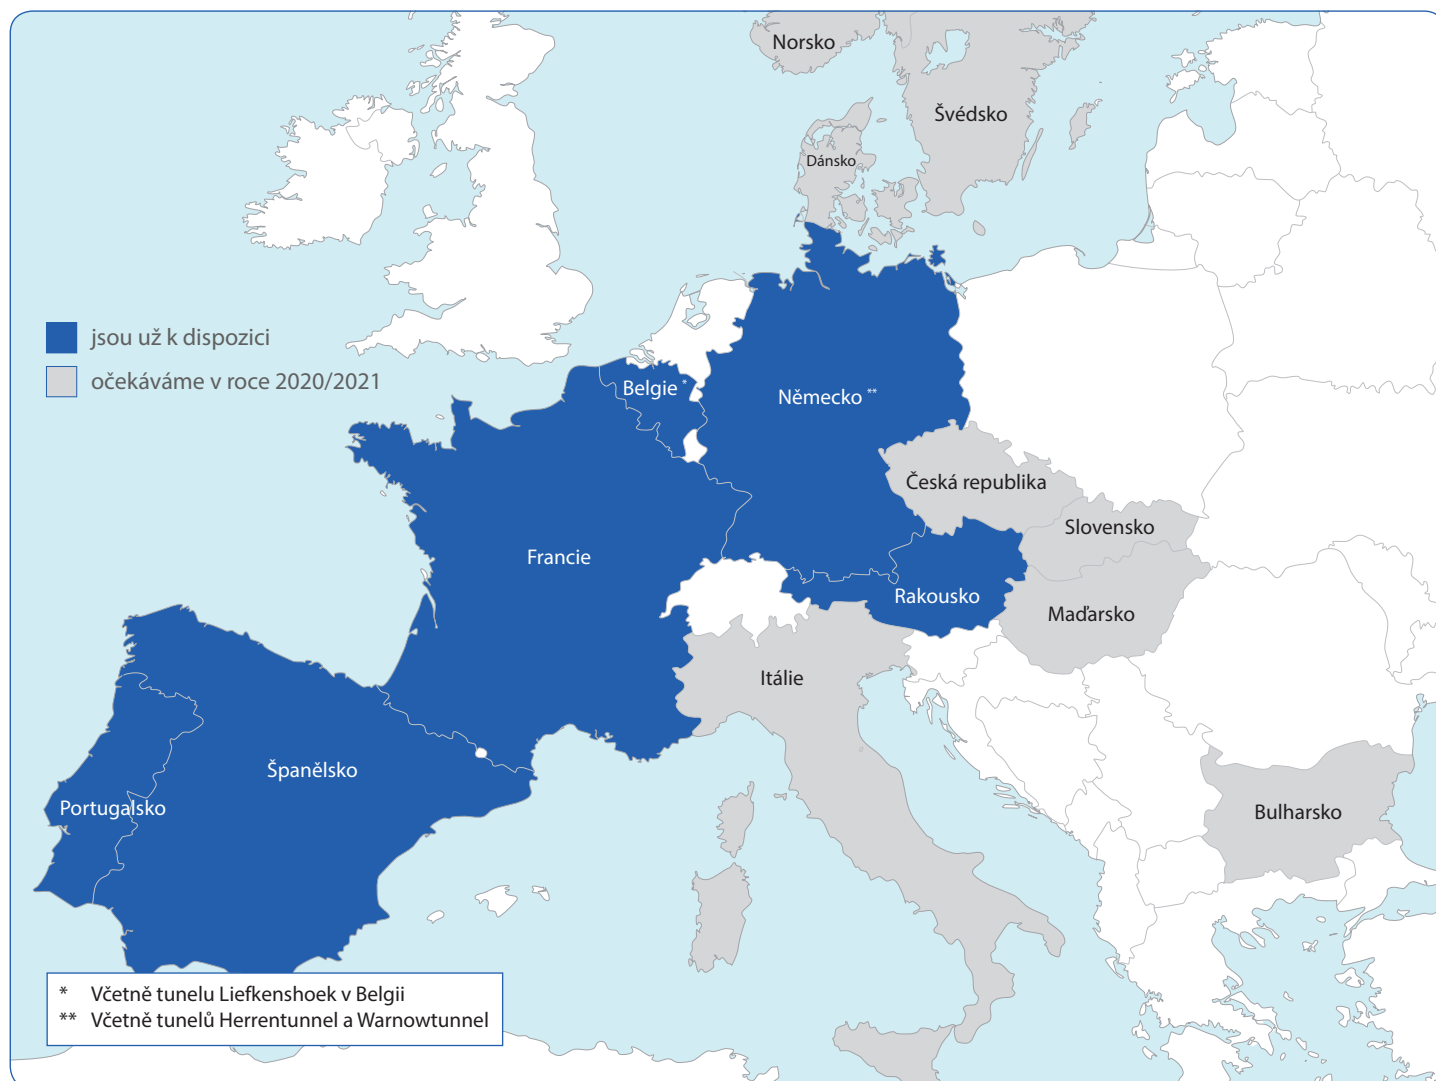 Norsko
Švédsko
Dánsko
jsou už k dispozici
očekáváme v roce 2020/2021
Belgie *
Německo **
Česká republika
Slovensko
Francie
Rakousko
Maďarsko
Itálie
Španělsko
Portugalsko
Bulharsko
* Včetně tunelu Liefkenshoek v Belgii
** Včetně tunelů Herrentunnel a Warnowtunnel